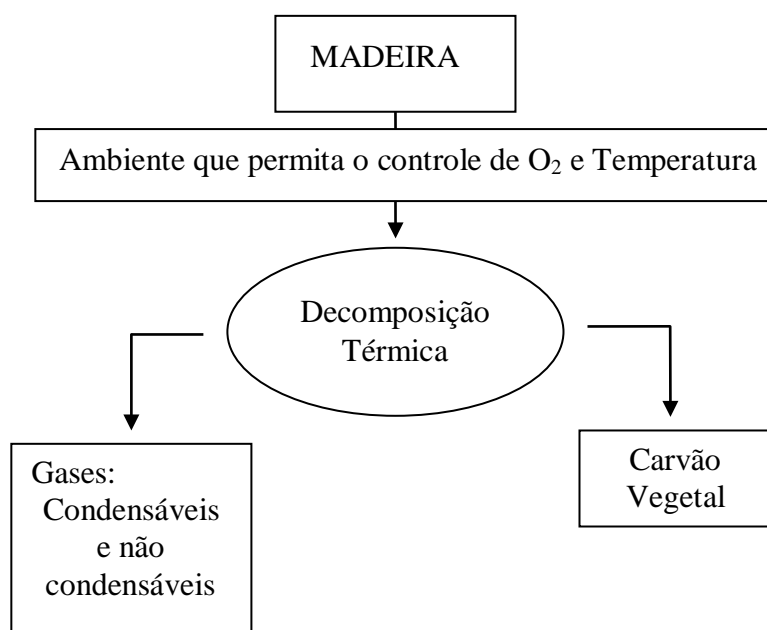 MADEIRA
Ambiente que permita o controle de O₂ e Temperatura
Decomposição
Térmica
Gases:
Condensáveis
e não
condensáveis
Carvão
Vegetal